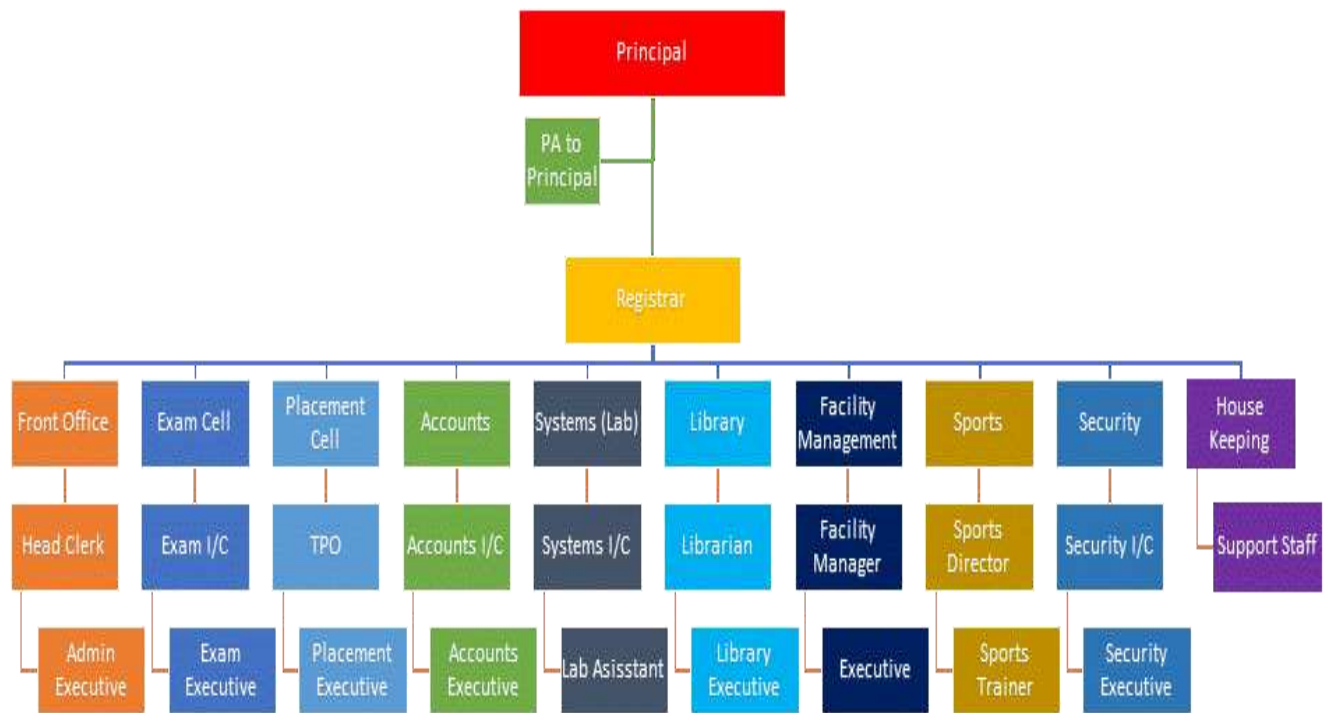 Principal
PA to
Principal
Registrar
Front Office
Exam Cell
Placement
Cell
Accounts
Systems (Lab)
Library
Facility
Management
Sports
Security
House
Keeping
Head Clerk
Exam I/C
TPO
Accounts I/C
Systems I/C
Librarian
Facility
Manager
Sports
Director
Security I/C
Support Staff
Admin
Executive
Exam
Executive
Placement
Executive
Accounts
Executive
Lab Asisstant
Library
Executive
Executive
Sports
Trainer
Security
Executive